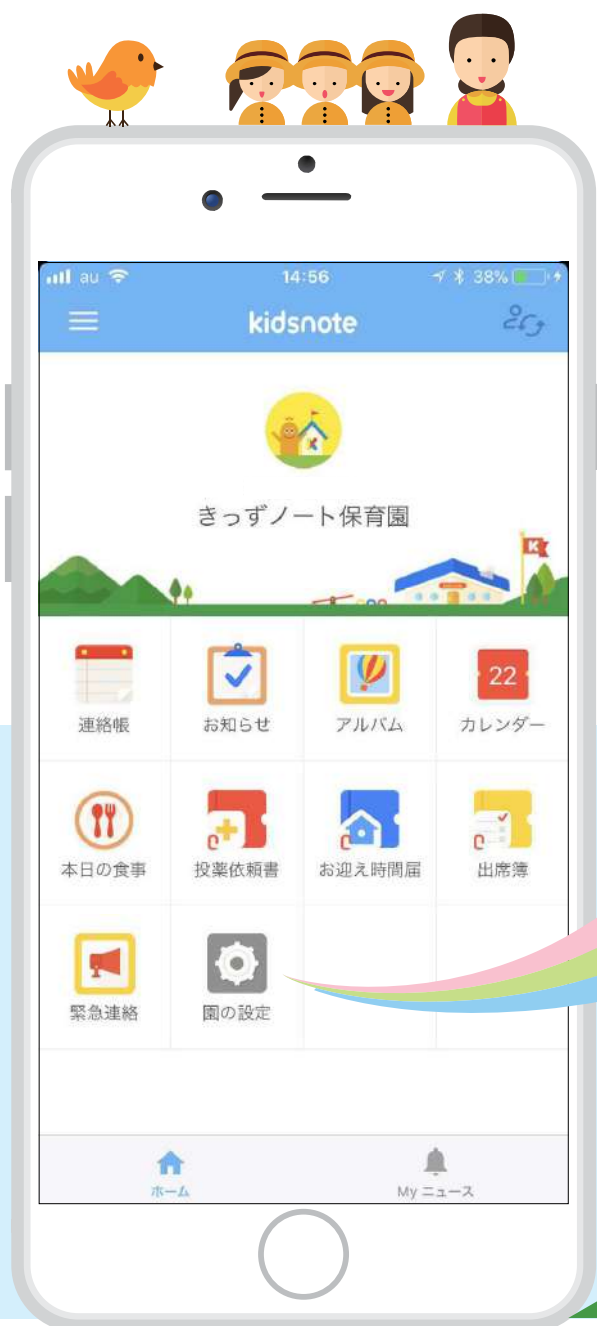 au 14:56 38%
kidsnote
きっずノート保育園
K
22
連絡帳 お知らせ アルバム カレンダー
本日の食事 投薬依頼書 お迎え時間届 出席簿
緊急連絡 園の設定
ホーム My ニュース